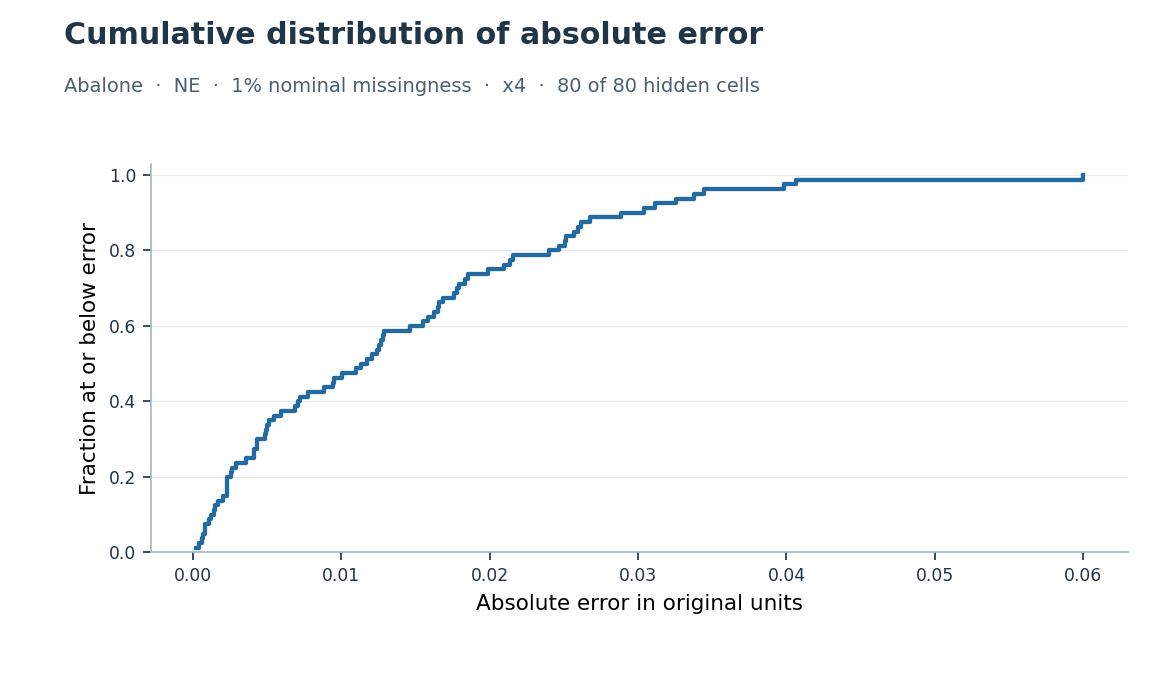 Cumulative distribution of absolute error
Abalone · NE · 1% nominal missingness · x4 · 80 of 80 hidden cells
1.0
0.8
0.6
0.4
0.2
0.0
Fraction at or below error
0.00 0.01 0.02 0.03 0.04 0.05 0.06
Absolute error in original units